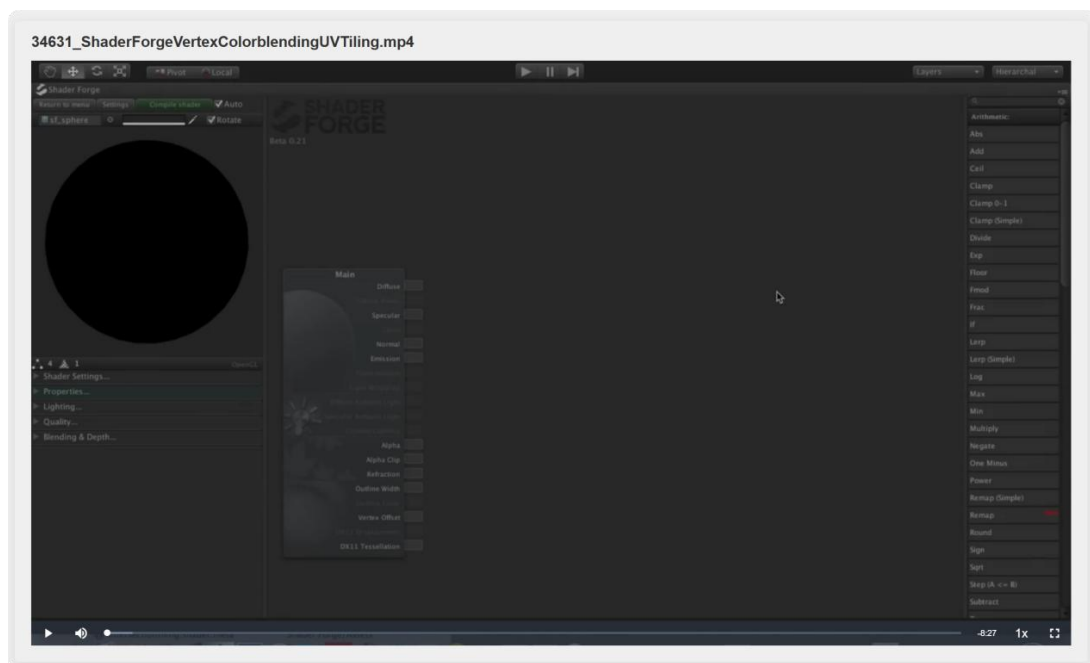 34631_ShaderForgeVertexColorblendingUVTiling.mp4
Pivot Local
Layers Hierarchal
Shader Forge
Return to menu Settings Compile shader Auto
sf_sphere Rotate
SHADER
FORGE
Beta 0.23
4 1 OpenGL
Shader Settings...
Properties...
Lighting...
Quality...
Blending & Depth...
Main
Diffuse
Specular
Normal
Emission
Alpha
Alpha Clip
Refraction
Outline Width
Vertex Offset
DX11 Tessellation
Arithmetic:
Abs
Add
Ceil
Clamp
Clamp 0-1
Clamp (Simple)
Divide
Exp
Floor
Fmod
Frac
If
Lerp
Lerp (Simple)
Log
Max
Min
Multiply
Negate
One Minus
Power
Remap (Simple)
Remap
Round
Sign
Sqrt
Step (A <= B)
Subtract
-8:27 1x